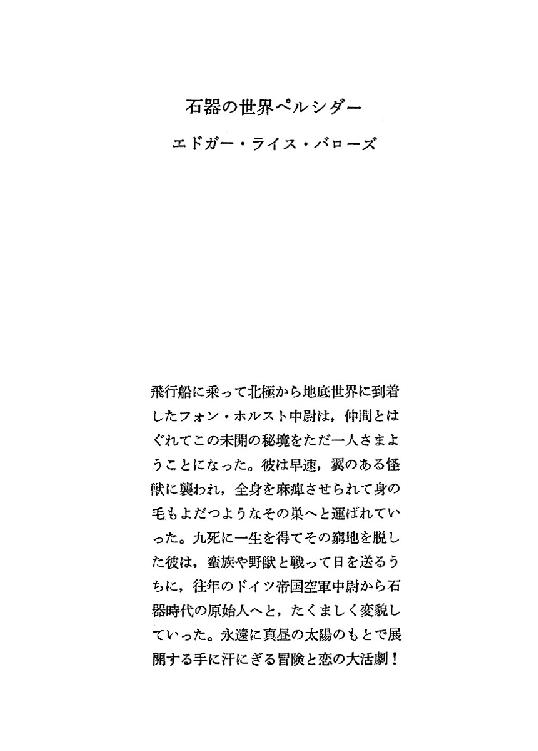 石器の世界ペルシダー
エドガー・ライス・バローズ
飛行船に乗って北極から地底世界に到着
したフォン・ホルスト中尉は，仲間とは
ぐれてこの未開の秘境をただ一人さまよ
うことになった。彼は早速，翼のある怪
獣に襲われ，全身を麻痺させられて身の
毛もよだつようなその巣へと運ばれてい
った。九死に一生を得てその窮地を脱し
た彼は，蛮族や野獣と戦って日を送るう
ちに，往年のドイツ帝国空軍中尉から石
器時代の原始人へと，たくましく変貌し
ていった。永遠に真昼の太陽のもとで展
開する手に汗にぎる冒険と恋の大活劇！